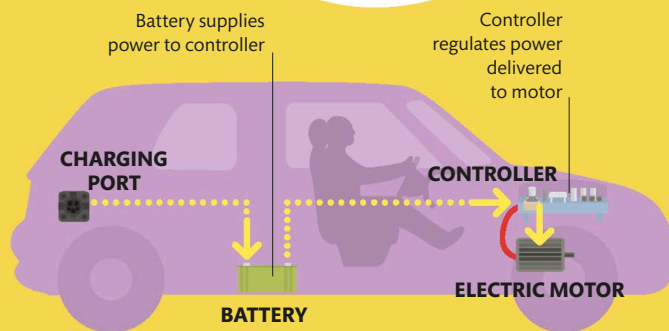 Battery supplies
power to controller
Controller
regulates power
delivered
to motor
CHARGING
PORT
CONTROLLER
ELECTRIC MOTOR
BATTERY